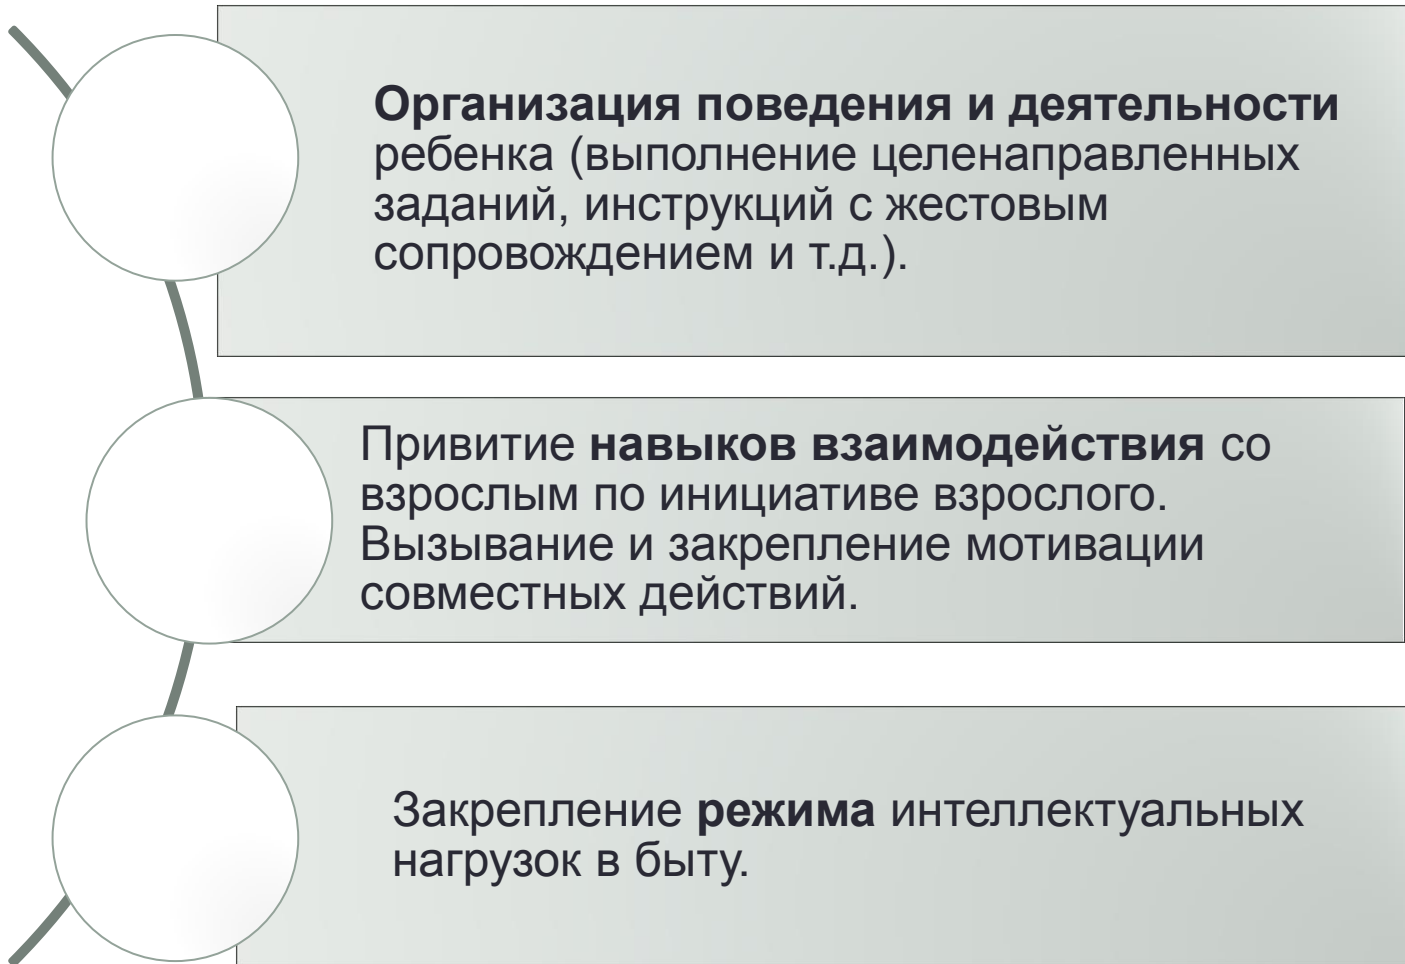 Организация поведения и деятельности
ребенка (выполнение целенаправленных
заданий, инструкций с жестовым
сопровождением и т.д.).
Привитие навыков взаимодействия со
взрослым по инициативе взрослого.
Вызывание и закрепление мотивации
совместных действий.
Закрепление режима интеллектуальных
нагрузок в быту.